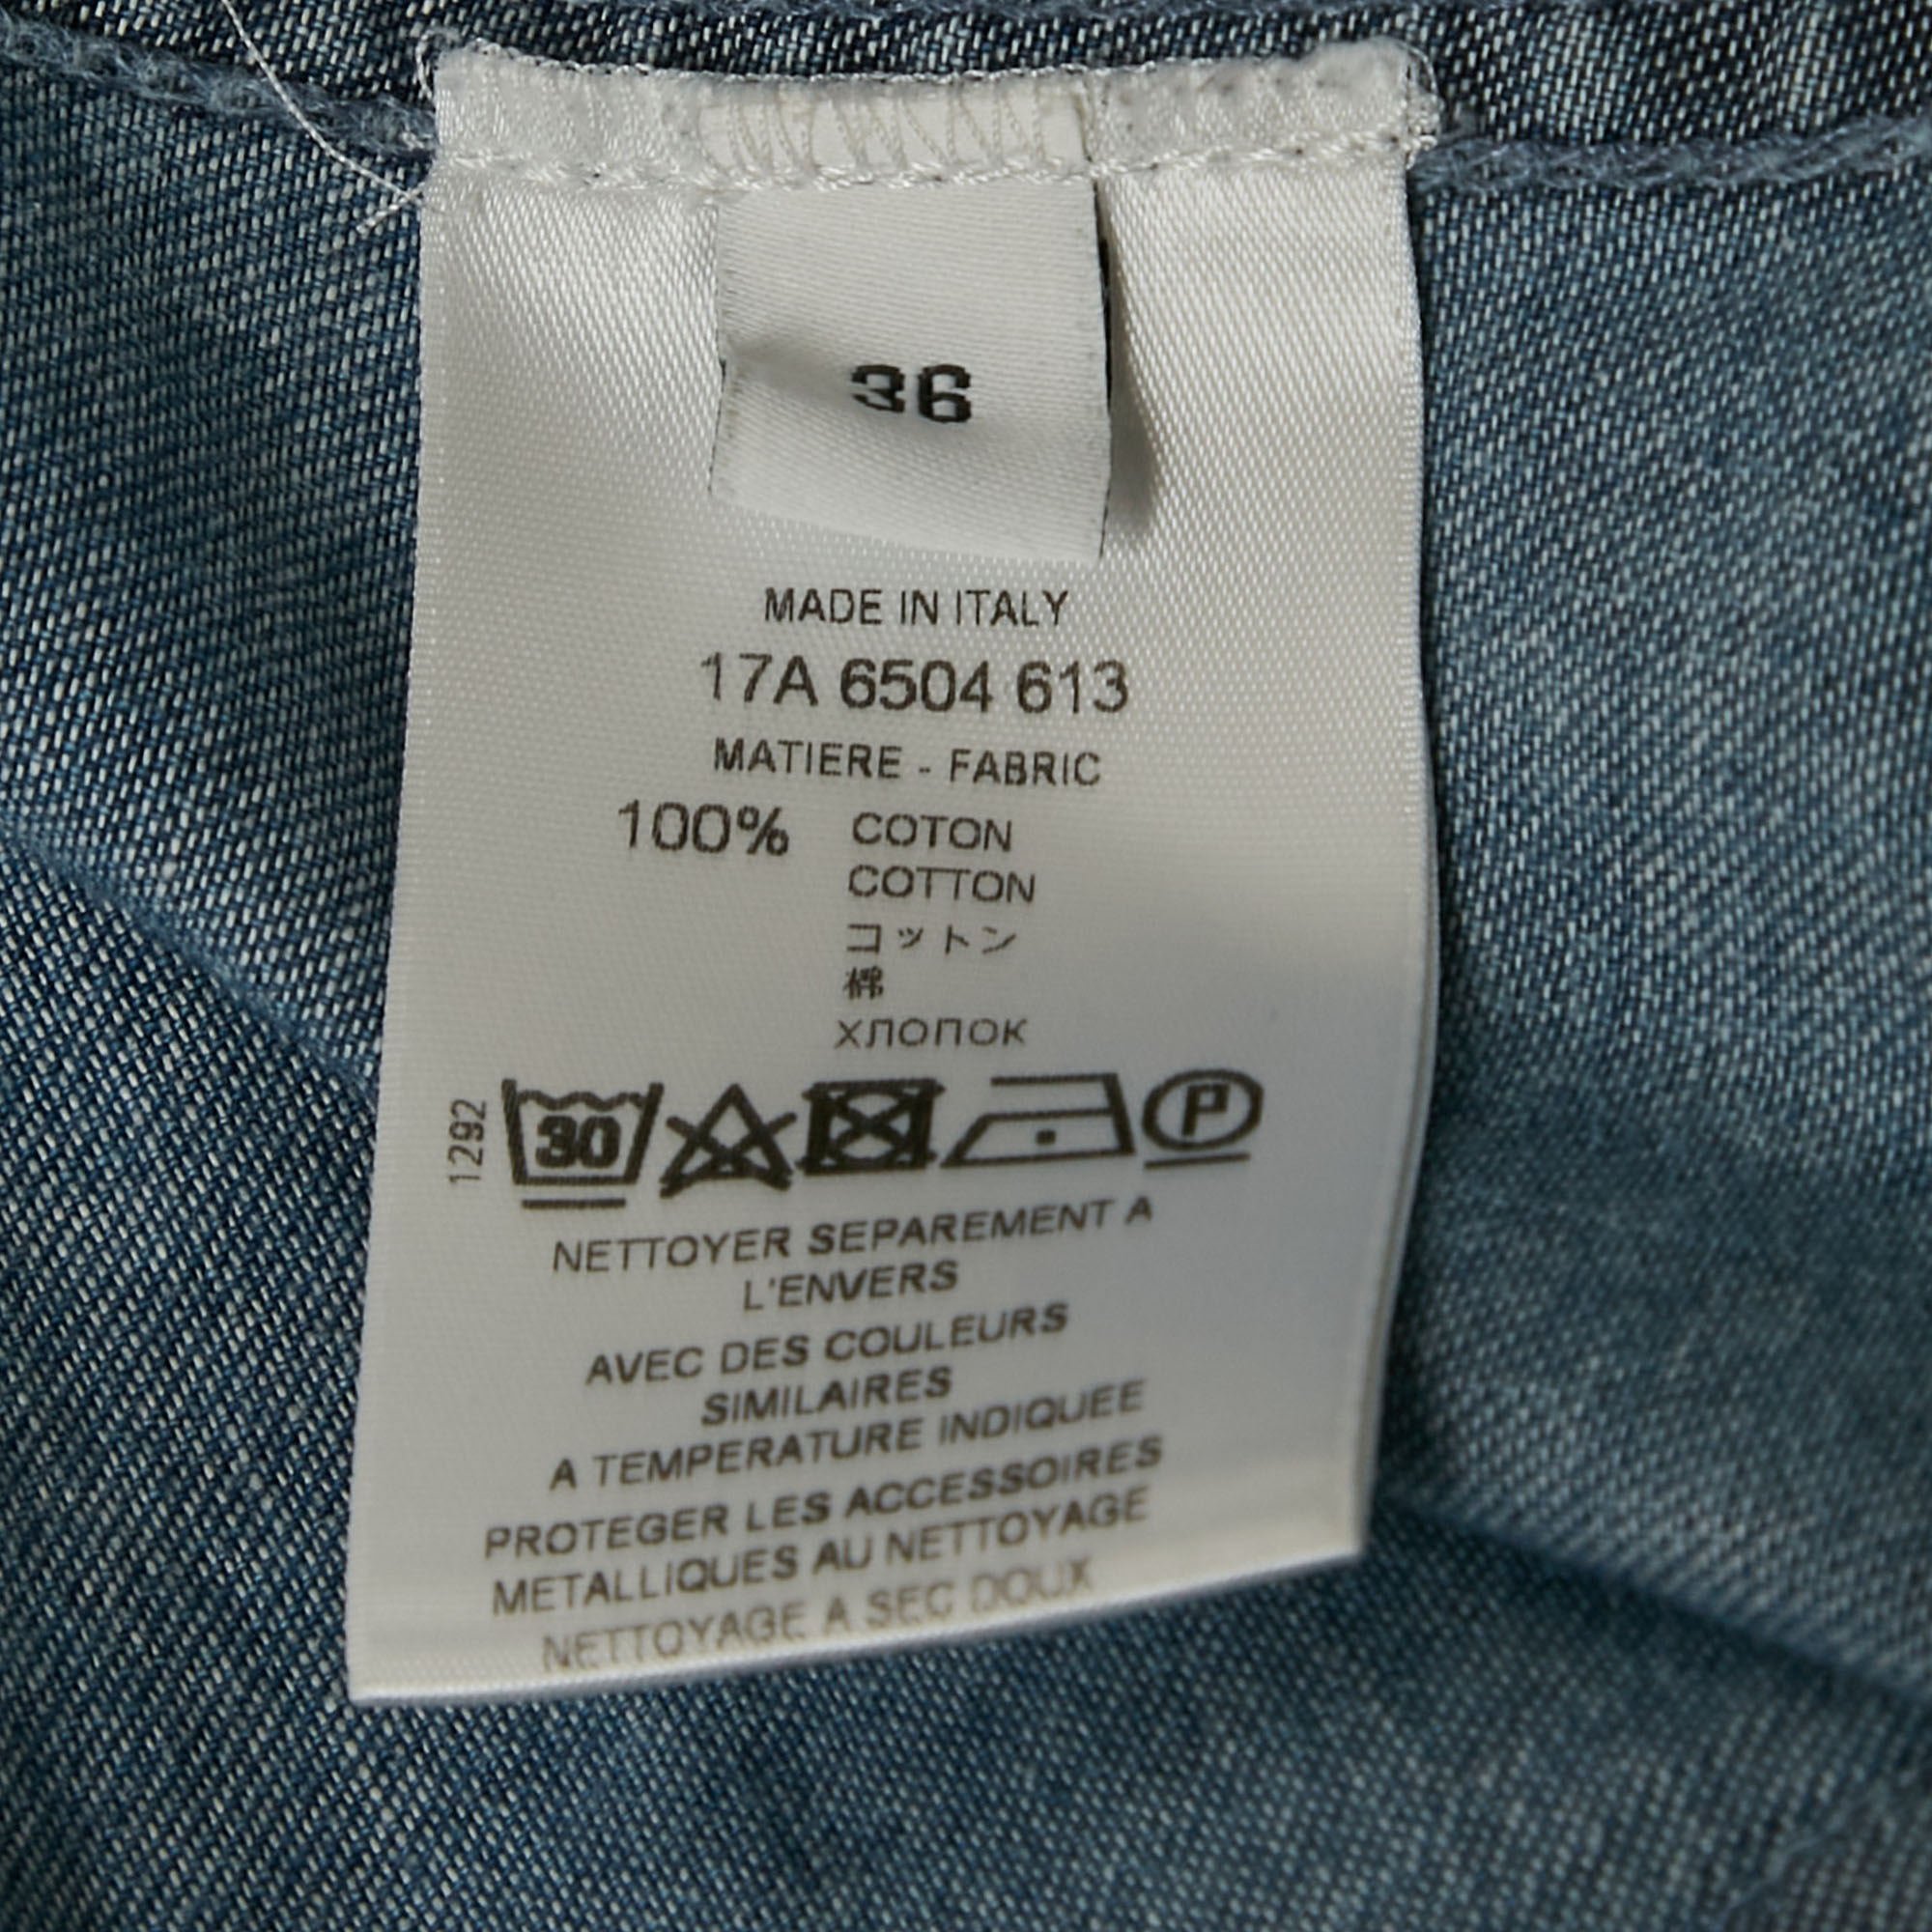 36
MADE IN ITALY
17A 6504 613
MATIERE - FABRIC
100% COTON
COTTON
コットン
棉
ХЛОПОК
1292
30 P
NETTOYER SEPAREMENT A
L'ENVERS
AVEC DES COULEURS
SIMILAIRES
A TEMPERATURE INDIQUEE
PROTEGER LES ACCESSOIRES
METALLIQUES AU NETTOYAGE
NETTOYAGE A SEC DOUX